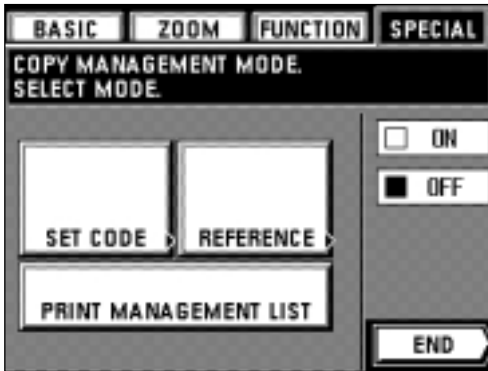 BASIC ZOOM FUNCTION SPECIAL
COPY MANAGEMENT MODE.
SELECT MODE.
ON
OFF
SET CODE REFERENCE
PRINT MANAGEMENT LIST
END